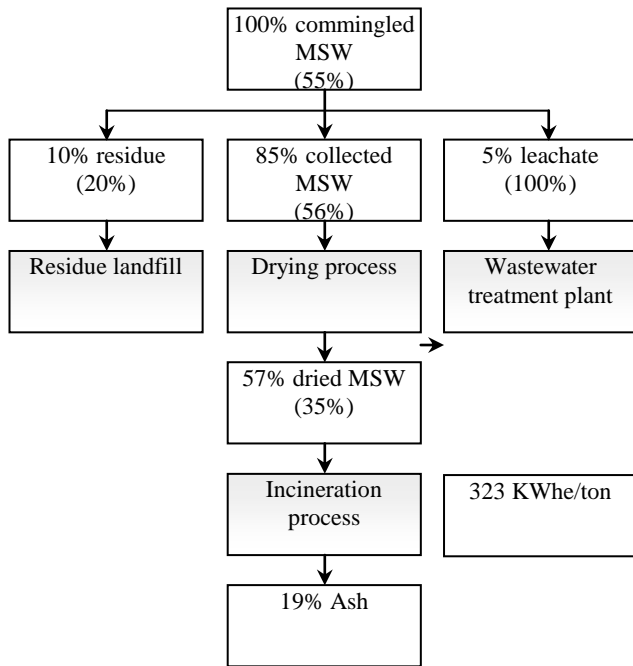 100% commingled
MSW
(55%)
10% residue
(20%)
85% collected
MSW
(56%)
5% leachate
(100%)
Residue landfill
Drying process
Wastewater
treatment plant
57% dried MSW
(35%)
Incineration
process
323 KWhe/ton
19% Ash